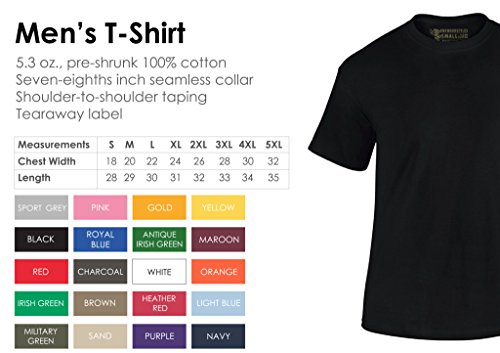 Men's T-Shirt
5.3 oz., pre-shrunk 100% cotton
Seven-eighths inch seamless collar
Shoulder-to-shoulder taping
Tearaway label
Measurements S M L XL 2XL 3XL 4XL 5XL
Chest Width 18 20 22 24 26 28 30 32
Length 28 29 30 31 32 33 34 35
SPORT GREY PINK GOLD YELLOW
BLACK ROYAL BLUE ANTIQUE IRISH GREEN MAROON
RED CHARCOAL WHITE ORANGE
IRISH GREEN BROWN HEATHER RED LIGHT BLUE
MILITARY GREEN SAND PURPLE NAVY